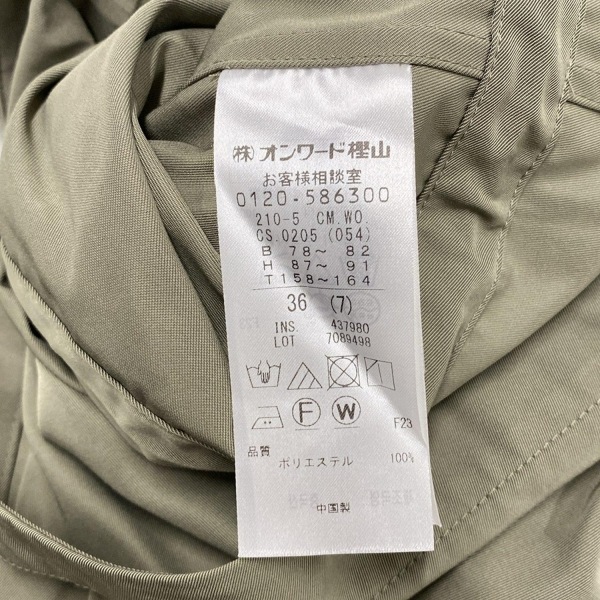 ㈱オンワード樫山
お客様相談室
0120-586300
210-5 CM.WO.
CS.0205 (054)
B 78～ 82
H 87～ 91
T158～164
36 (7)
INS. 437980
LOT 7089498
F W
F23
品質
ポリエステル 100%
中国製